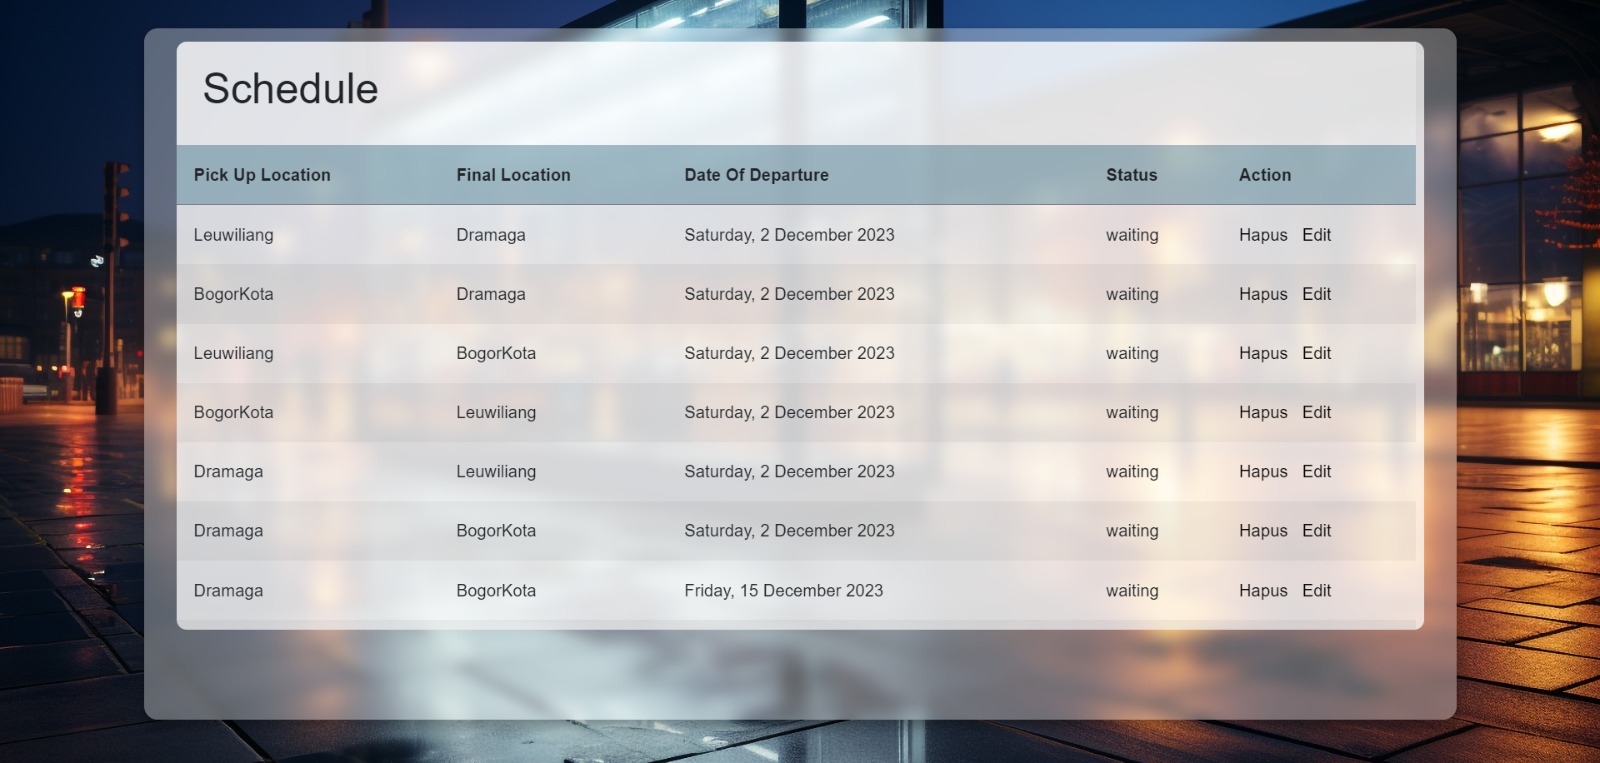 Schedule
Pick Up Location Final Location Date Of Departure Status Action
Leuwiliang Dramaga Saturday, 2 December 2023 waiting Hapus Edit
BogorKota Dramaga Saturday, 2 December 2023 waiting Hapus Edit
Leuwiliang BogorKota Saturday, 2 December 2023 waiting Hapus Edit
BogorKota Leuwiliang Saturday, 2 December 2023 waiting Hapus Edit
Dramaga Leuwiliang Saturday, 2 December 2023 waiting Hapus Edit
Dramaga BogorKota Saturday, 2 December 2023 waiting Hapus Edit
Dramaga BogorKota Friday, 15 December 2023 waiting Hapus Edit